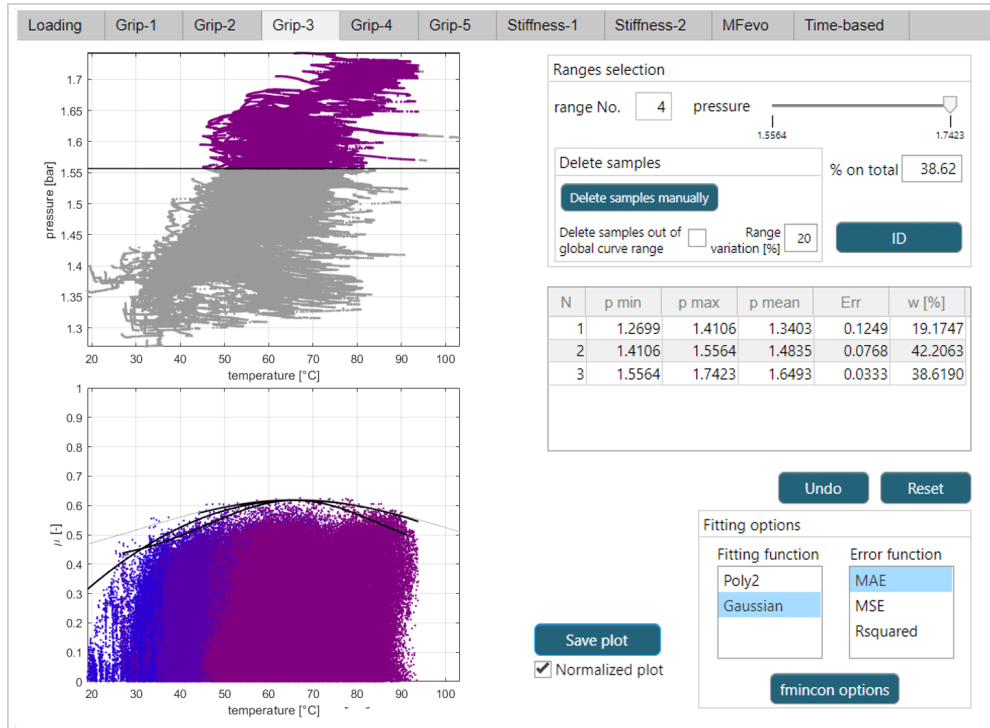 Loading Grip-1 Grip-2 Grip-3 Grip-4 Grip-5 Stiffness-1 Stiffness-2 MFevo Time-based
1.7
1.65
1.6
1.55
1.5
1.45
1.4
1.35
1.3
pressure [bar]
20 30 40 50 60 70 80 90 100
temperature [°C]
1
0.9
0.8
0.7
0.6
0.5
0.4
0.3
0.2
0.1
0
μ [-]
20 30 40 50 60 70 80 90 100
temperature [°C]
Ranges selection
range No. 4 pressure
1.5564 1.7423
Delete samples
% on total 38.62
Delete samples manually
Delete samples out of
global curve range
Range
variation [%] 20
ID
N p min p max p mean Err w [%]
1 1.2699 1.4106 1.3403 0.1249 19.1747
2 1.4106 1.5564 1.4835 0.0768 42.2063
3 1.5564 1.7423 1.6493 0.0333 38.6190
Undo Reset
Fitting options
Fitting function Error function
Poly2 MAE
Gaussian MSE
Rsquared
Save plot
Normalized plot
fmincon options